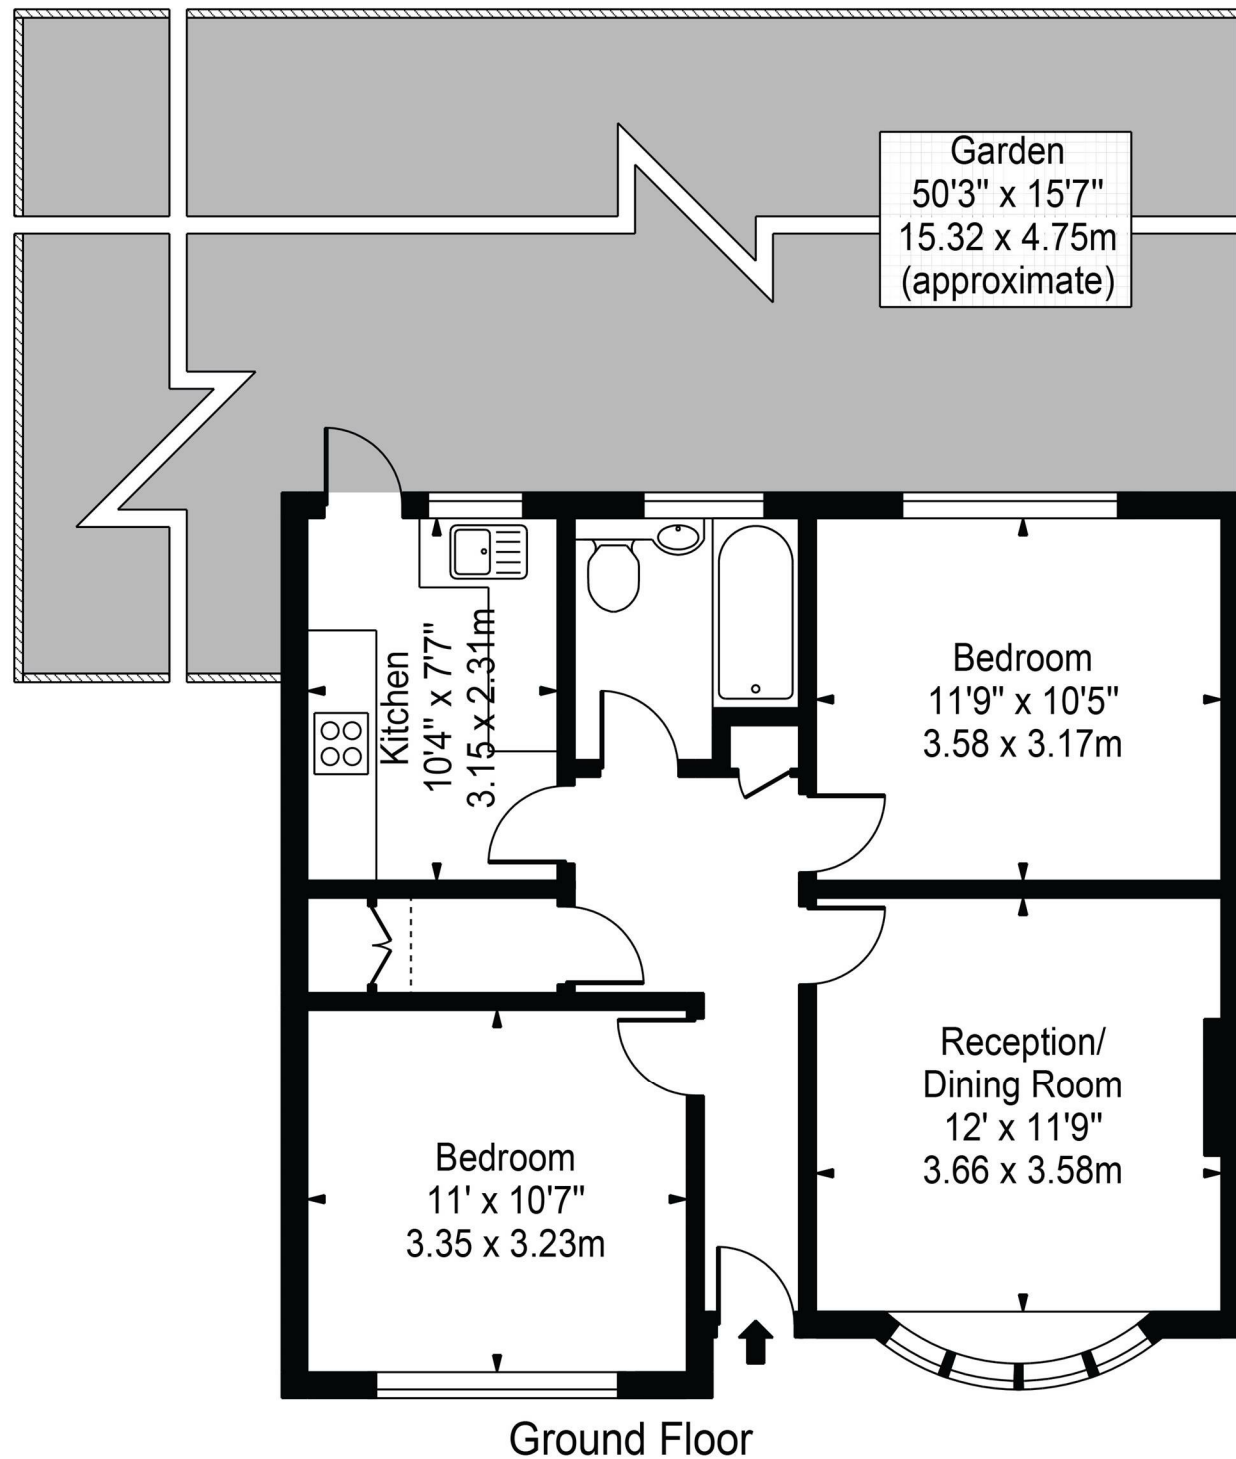 Garden
50'3" x 15'7"
15.32 x 4.75m
(approximate)
Kitchen
10'4" x 7'7"
3.15 x 2.31m
Bedroom
11'9" x 10'5"
3.58 x 3.17m
Reception/
Dining Room
12' x 11'9"
3.66 x 3.58m
Bedroom
11' x 10'7"
3.35 x 3.23m
Ground Floor